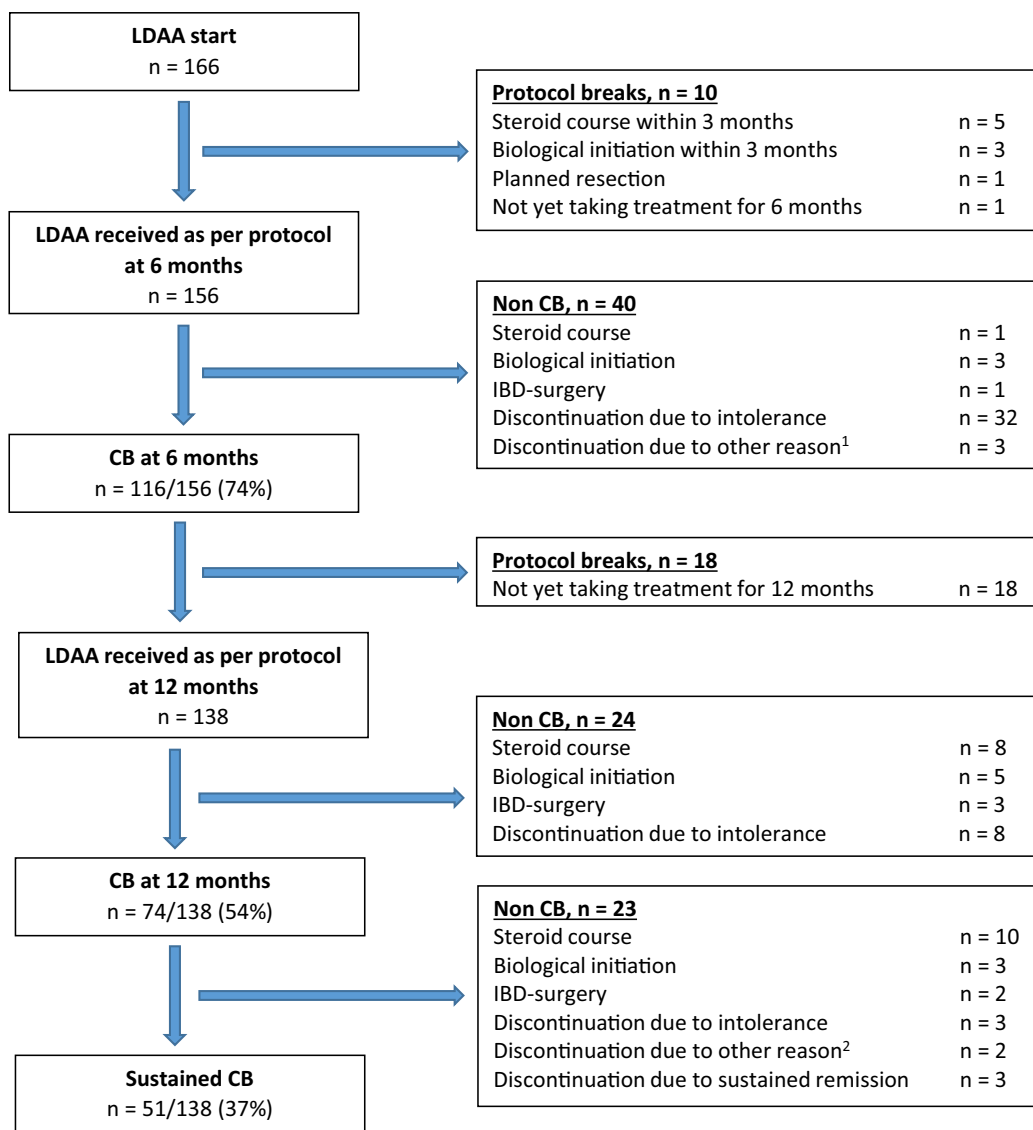 LDAA start
n = 166
Protocol breaks, n = 10
Steroid course within 3 months n = 5
Biological initiation within 3 months n = 3
Planned resection n = 1
Not yet taking treatment for 6 months n = 1
LDAA received as per protocol
at 6 months
n = 156
Non CB, n = 40
Steroid course n = 1
Biological initiation n = 3
IBD-surgery n = 1
Discontinuation due to intolerance n = 32
Discontinuation due to other reason¹ n = 3
CB at 6 months
n = 116/156 (74%)
Protocol breaks, n = 18
Not yet taking treatment for 12 months n = 18
LDAA received as per protocol
at 12 months
n = 138
Non CB, n = 24
Steroid course n = 8
Biological initiation n = 5
IBD-surgery n = 3
Discontinuation due to intolerance n = 8
CB at 12 months
n = 74/138 (54%)
Non CB, n = 23
Steroid course n = 10
Biological initiation n = 3
IBD-surgery n = 2
Discontinuation due to intolerance n = 3
Discontinuation due to other reason² n = 2
Discontinuation due to sustained remission n = 3
Sustained CB
n = 51/138 (37%)